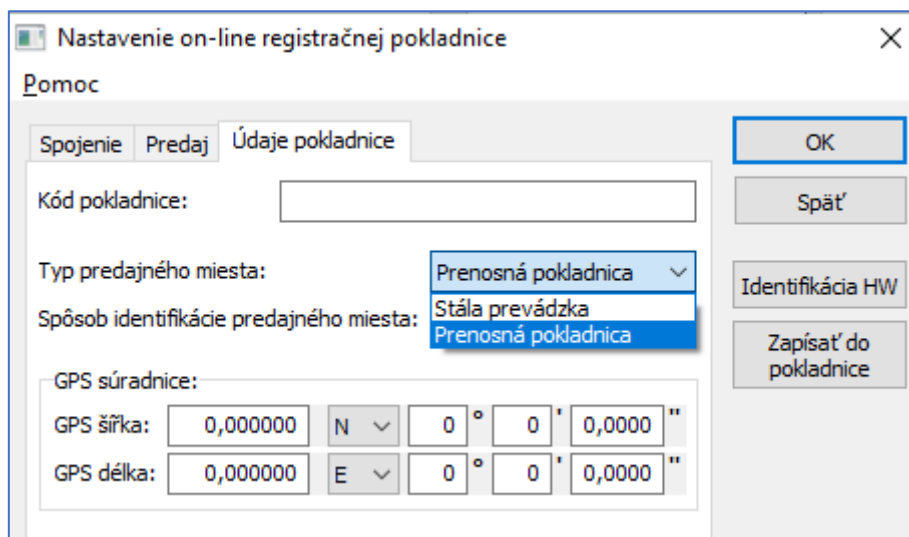 Nastavenie on-line registračnej pokladnice
Pomoc
Spojenie Predaj Údaje pokladnice
OK
Kód pokladnice:
Späť
Typ predajného miesta: Prenosná pokladnica
Identifikácia HW
Stála prevádzka
Spôsob identifikácie predajného miesta:
Prenosná pokladnica
Zapísať do
pokladnice
GPS súradnice:
GPS šířka: 0,000000 N 0 ° 0 ' 0,0000 "
GPS délka: 0,000000 E 0 ° 0 ' 0,0000 "